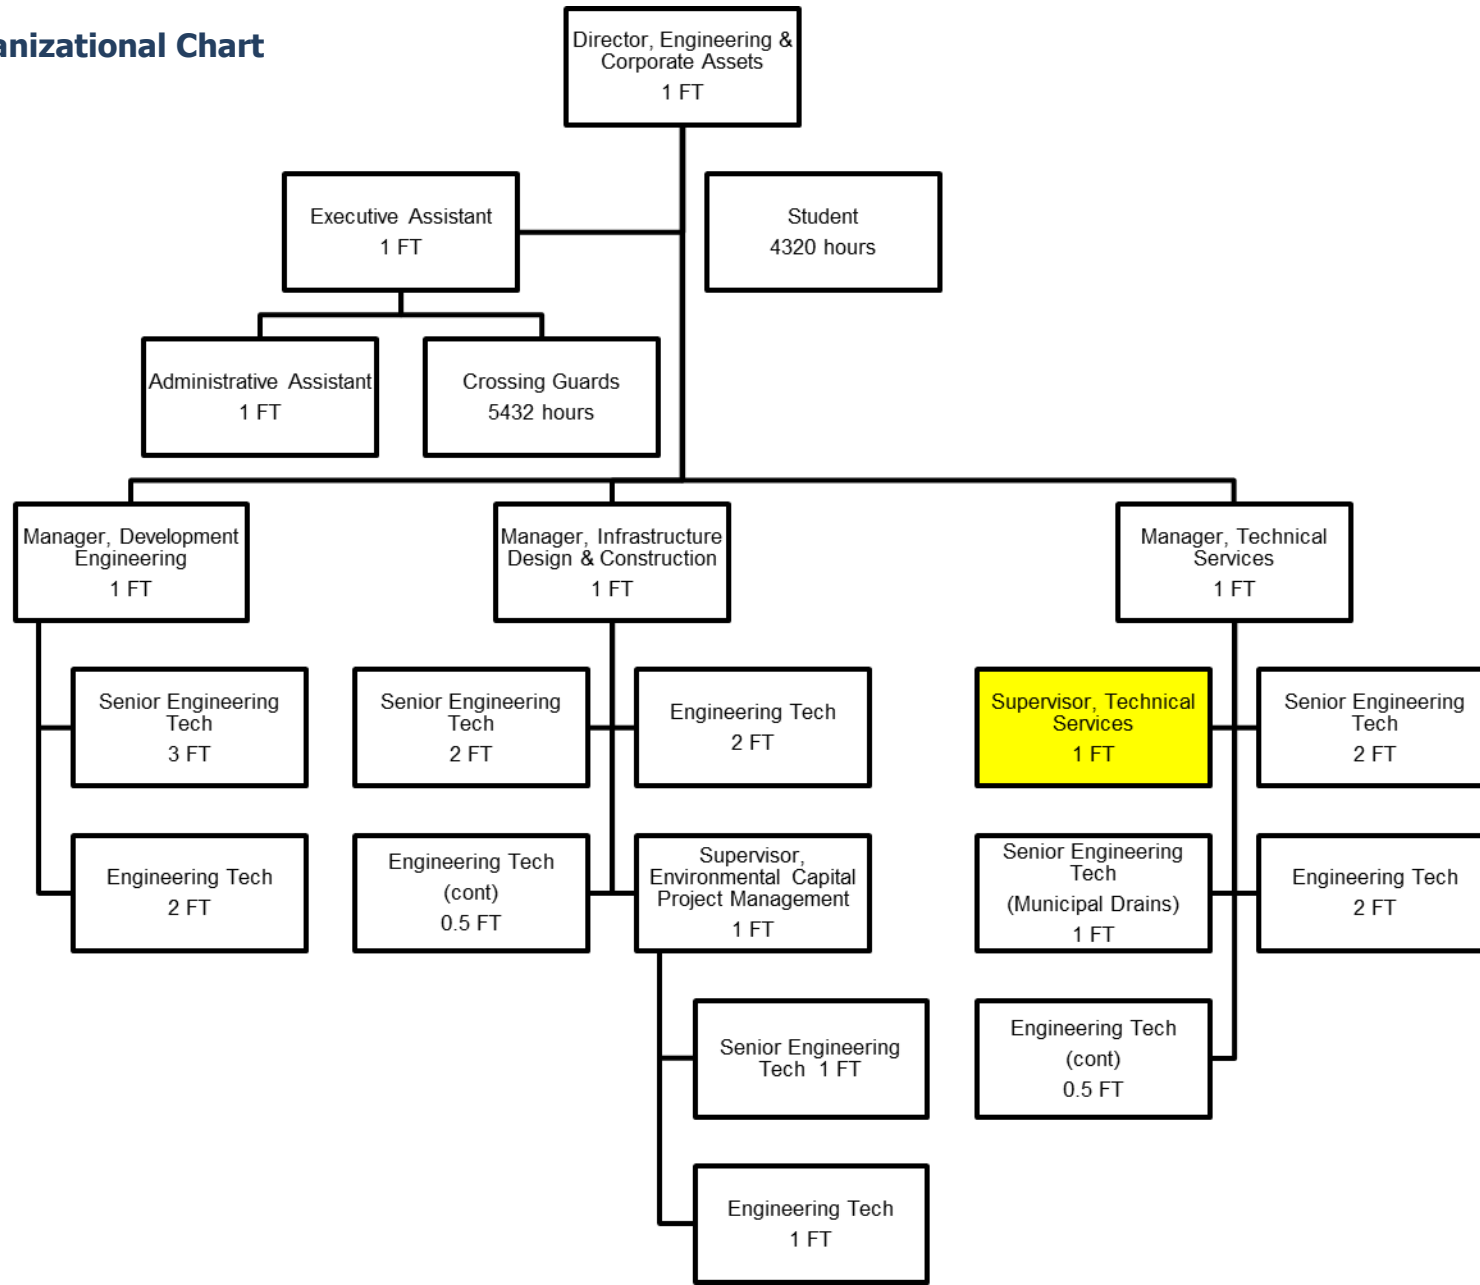 anizational Chart
Director, Engineering &
Corporate Assets
1 FT
Executive Assistant
1 FT
Student
4320 hours
Administrative Assistant
1 FT
Crossing Guards
5432 hours
Manager, Development
Engineering
1 FT
Manager, Infrastructure
Design & Construction
1 FT
Manager, Technical
Services
1 FT
Senior Engineering
Tech
3 FT
Senior Engineering
Tech
2 FT
Engineering Tech
2 FT
Supervisor, Technical
Services
1 FT
Senior Engineering
Tech
2 FT
Engineering Tech
2 FT
Engineering Tech
(cont)
0.5 FT
Supervisor,
Environmental Capital
Project Management
1 FT
Senior Engineering
Tech
(Municipal Drains)
1 FT
Engineering Tech
2 FT
Senior Engineering
Tech 1 FT
Engineering Tech
(cont)
0.5 FT
Engineering Tech
1 FT